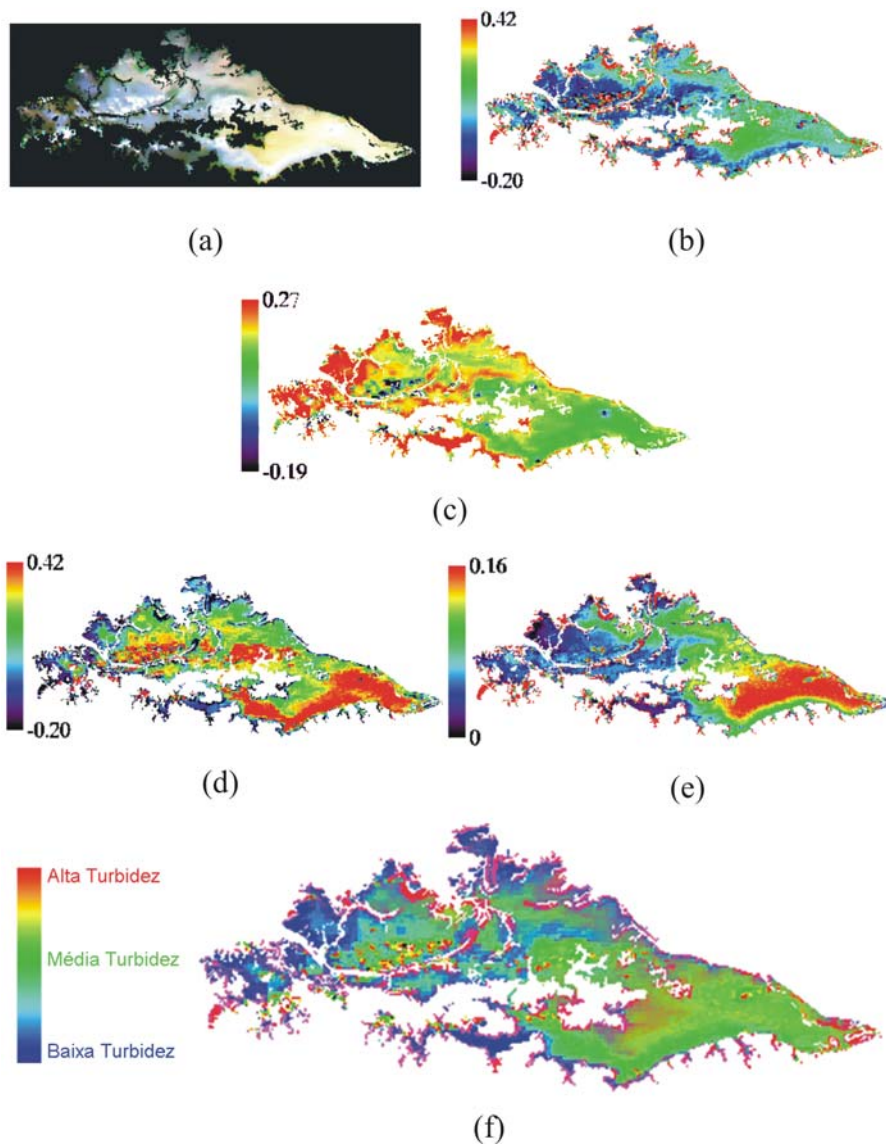 0.42
-0.20
(a)
(b)
0.27
-0.19
(c)
0.42
-0.20
0.16
0
(d)
(e)
Alta Turbidez
Média Turbidez
Baixa Turbidez
(f)